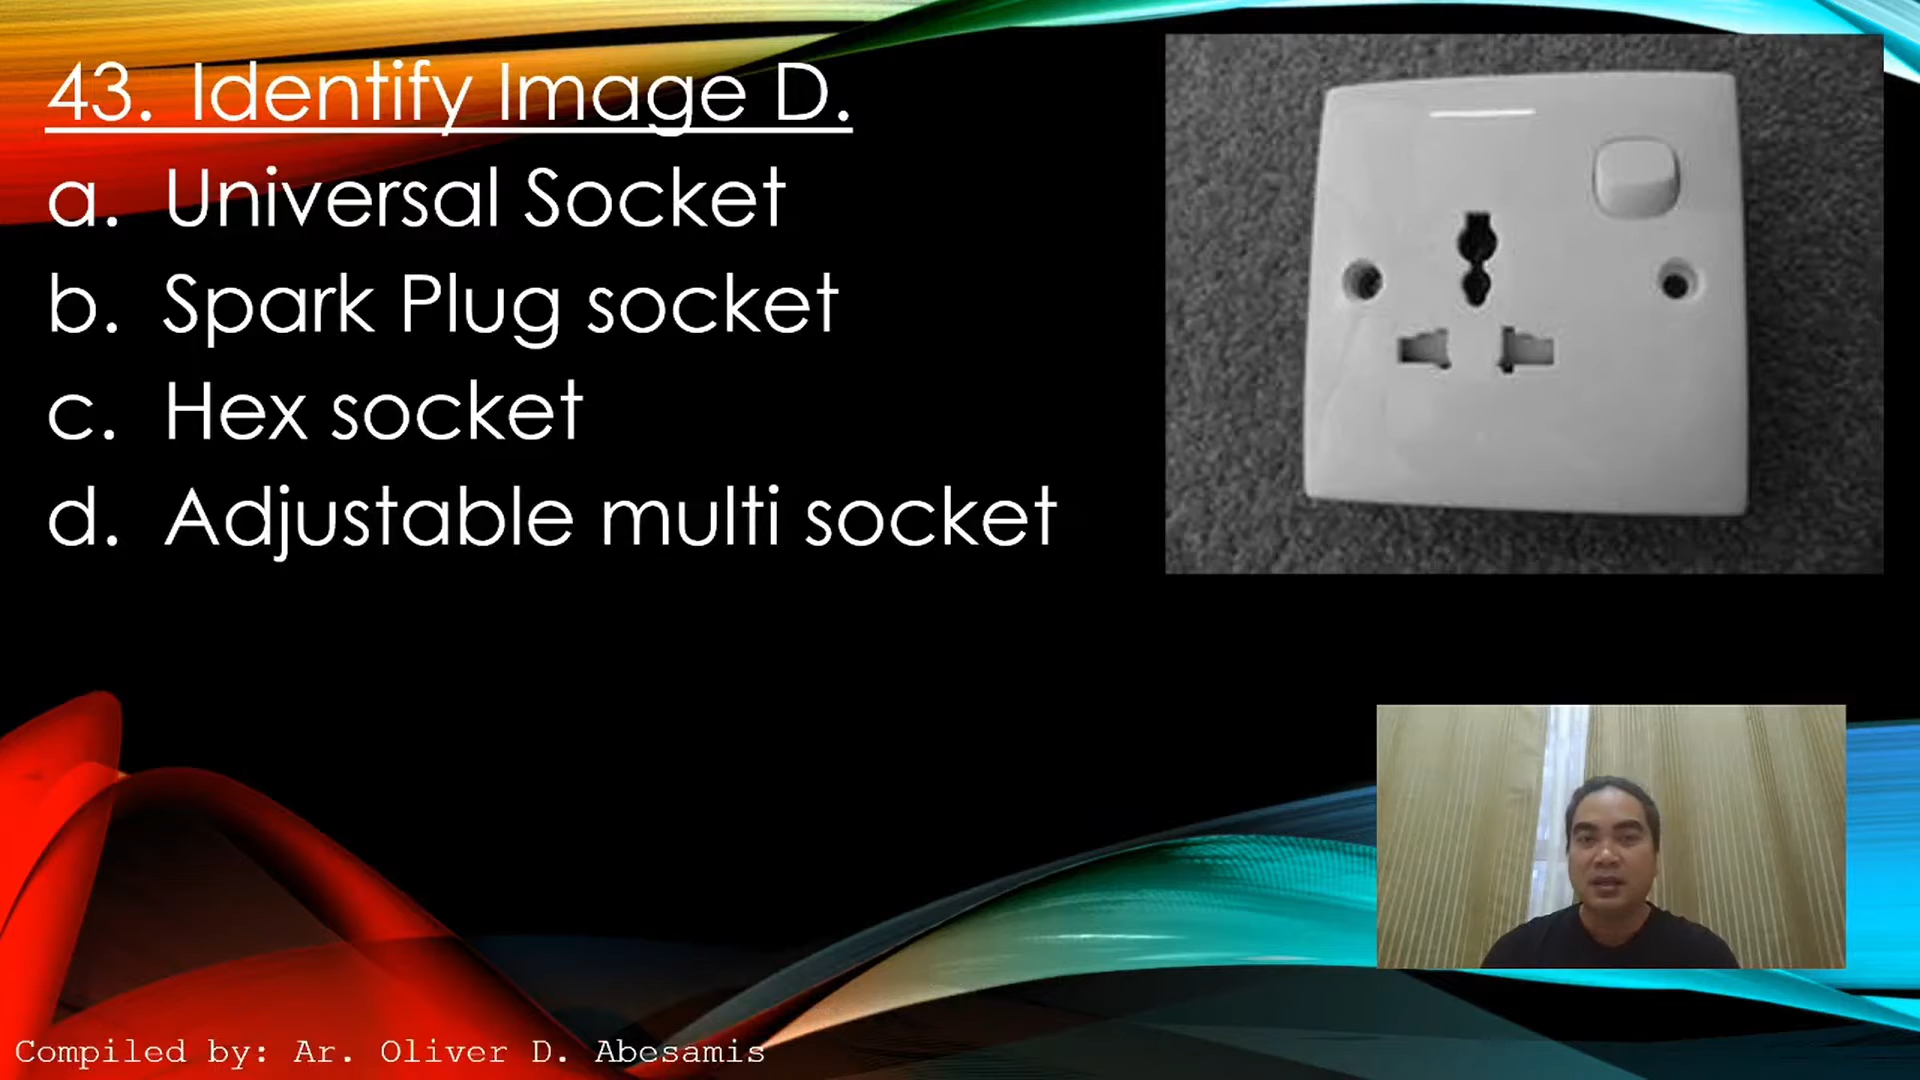 43. Identify Image D.
a. Universal Socket
b. Spark Plug socket
c. Hex socket
d. Adjustable multi socket
Compiled by: Ar. Oliver D. Abesamis